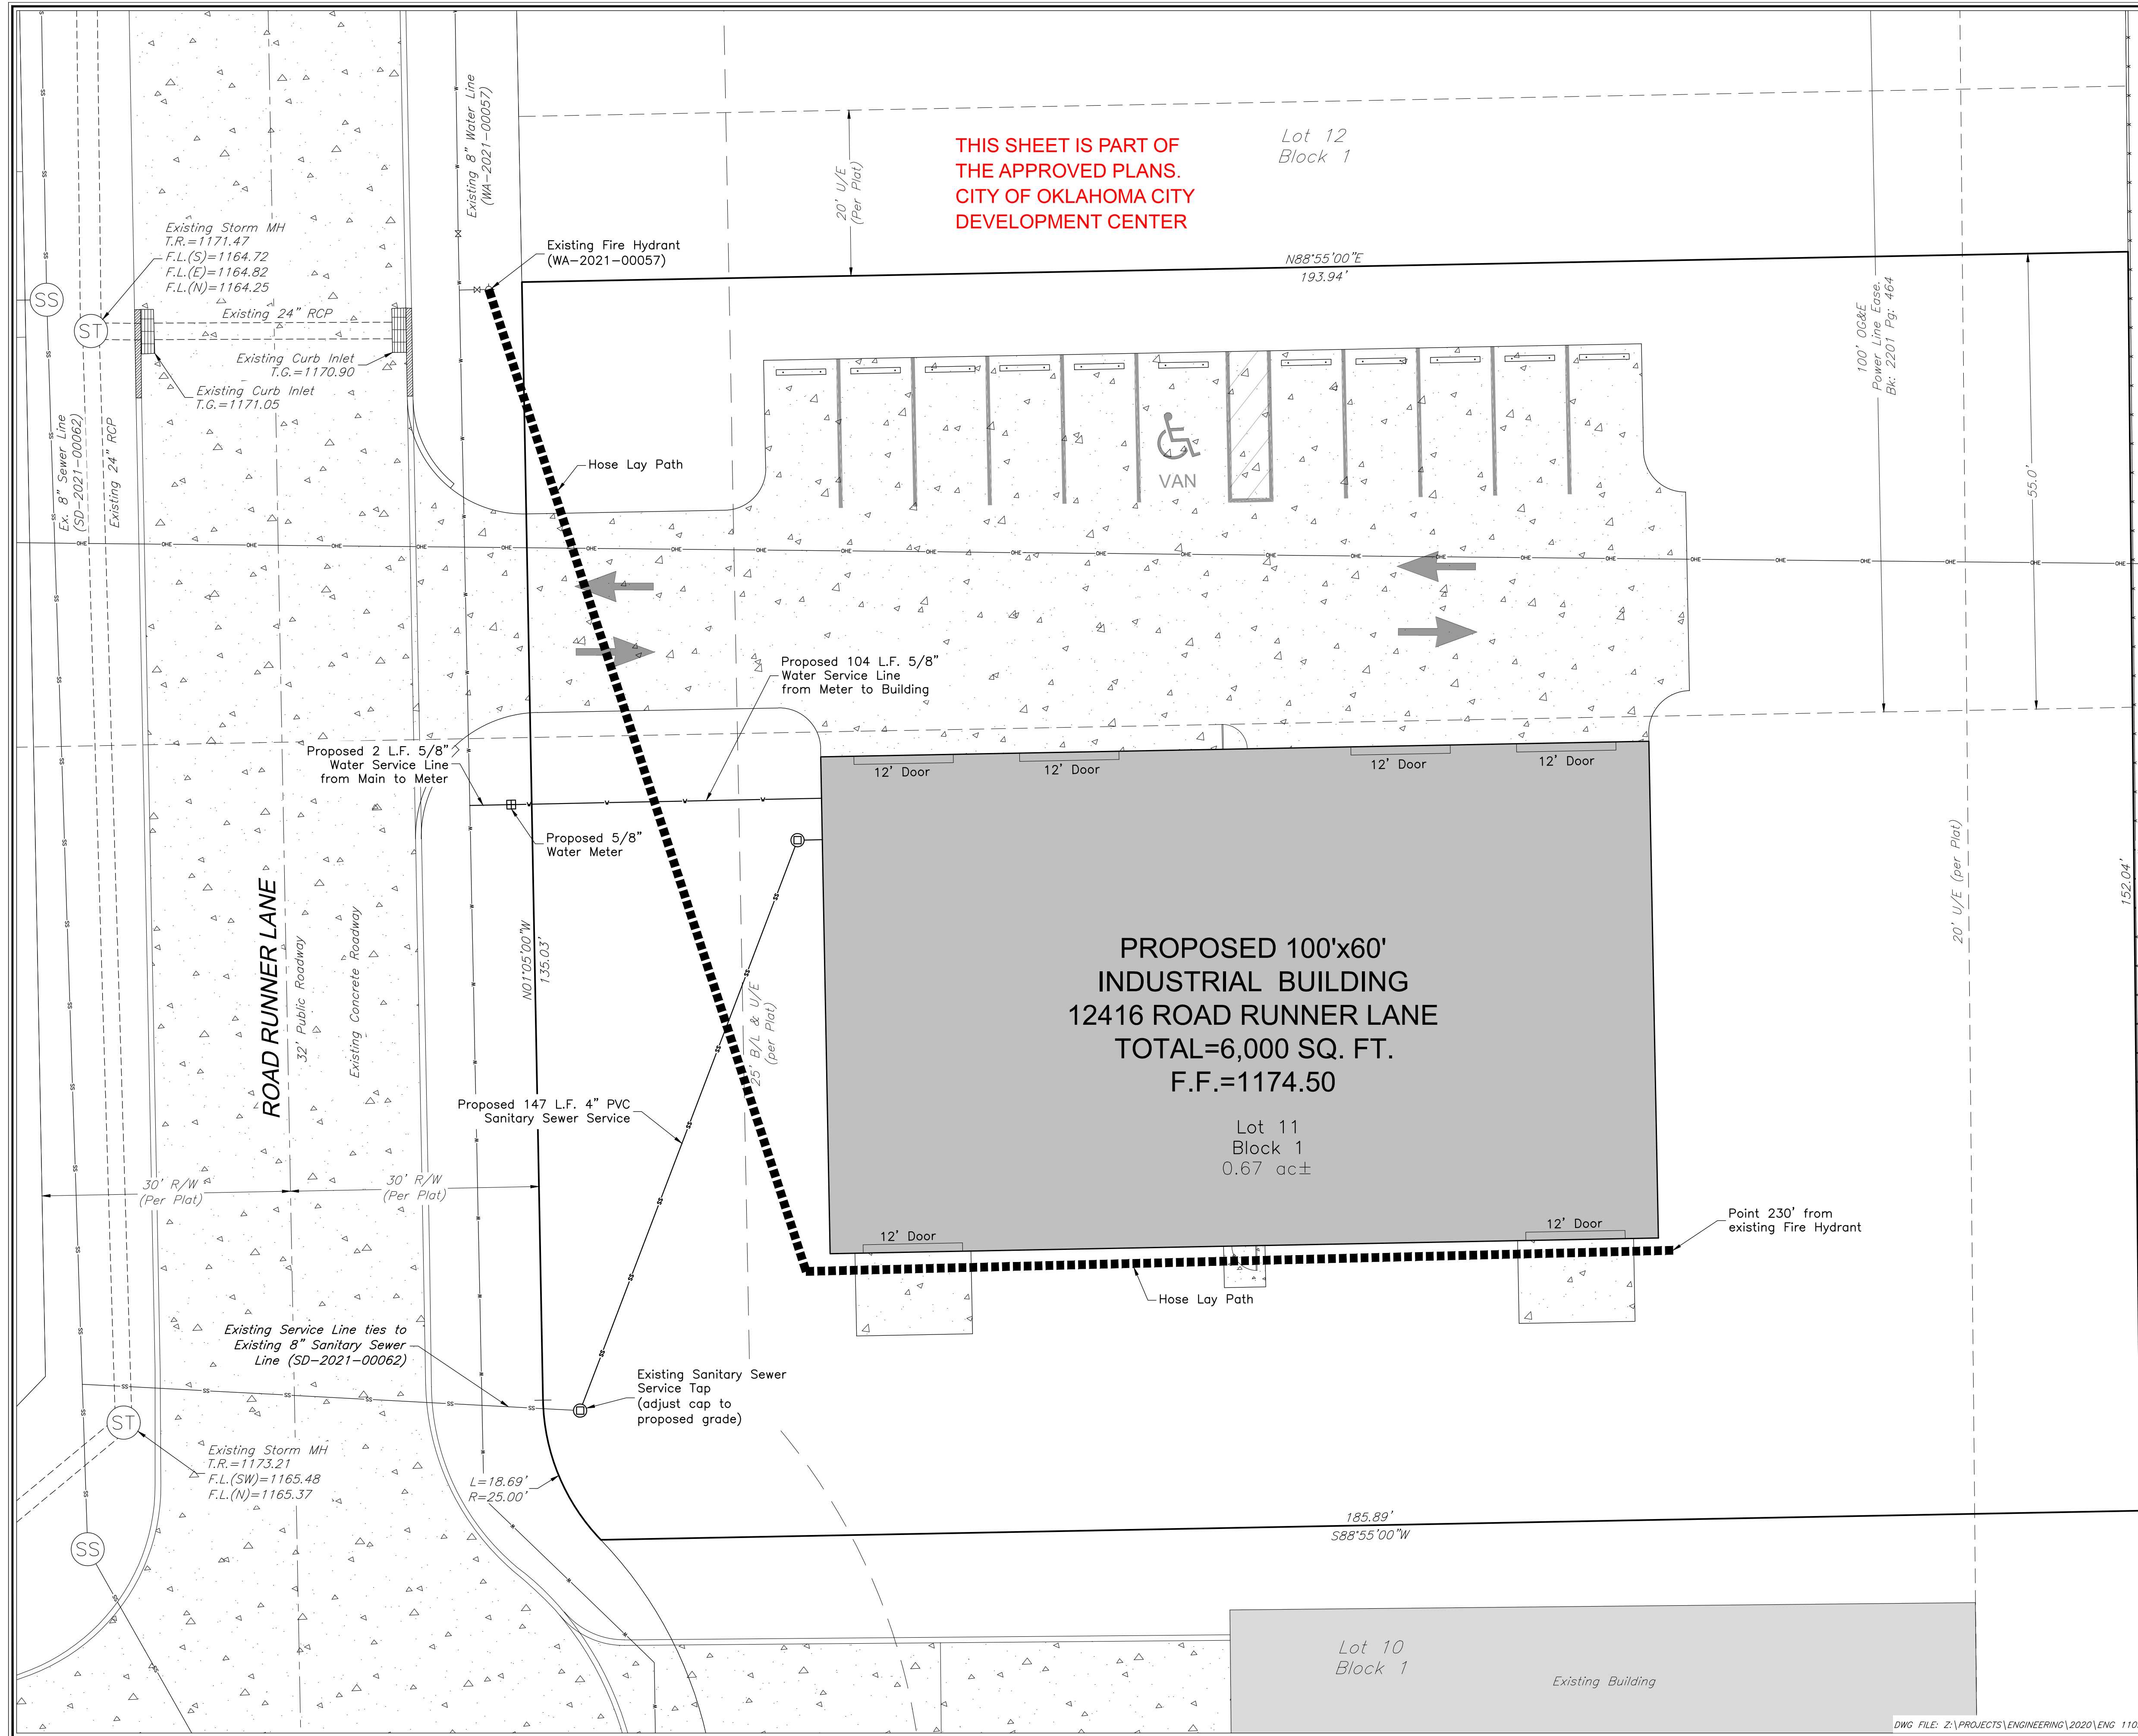 Existing 8" Water Line
(WA-2021-00057)
20' U/E
(Per Plat)
THIS SHEET IS PART OF
THE APPROVED PLANS.
CITY OF OKLAHOMA CITY
DEVELOPMENT CENTER
Lot 12
Block 1
Existing Storm MH
T.R.=1171.47
F.L.(S)=1164.72
F.L.(E)=1164.82
F.L.(N)=1164.25
Existing Fire Hydrant
(WA-2021-00057)
N88°55'00"E
193.94'
100' OG&E
Power Line Ease.
Bk: 2201 Pg: 464
SS
ST
Existing 24" RCP
Existing Curb Inlet
T.G.=1170.90
Existing Curb Inlet
T.G.=1171.05
Ex. 8" Sewer Line
(SD-2021-00062)
Existing 24" RCP
Hose Lay Path
VAN
55.0'
Proposed 104 L.F. 5/8"
Water Service Line
from Meter to Building
Proposed 2 L.F. 5/8"
Water Service Line
from Main to Meter
12' Door
12' Door
12' Door
12' Door
Proposed 5/8"
Water Meter
20' U/E (per Plat)
152.04'
ROAD RUNNER LANE
32' Public Roadway
Existing Concrete Roadway
N01°05'00"W
135.03'
25' B/L & U/E
(per Plat)
PROPOSED 100'x60'
INDUSTRIAL BUILDING
12416 ROAD RUNNER LANE
TOTAL=6,000 SQ. FT.
F.F.=1174.50
Lot 11
Block 1
0.67 ac±
Proposed 147 L.F. 4" PVC
Sanitary Sewer Service
30' R/W
(Per Plat)
30' R/W
(Per Plat)
12' Door
12' Door
Point 230' from
existing Fire Hydrant
Hose Lay Path
Existing Service Line ties to
Existing 8" Sanitary Sewer
Line (SD-2021-00062)
Existing Sanitary Sewer
Service Tap
(adjust cap to
proposed grade)
ST
Existing Storm MH
T.R.=1173.21
F.L.(SW)=1165.48
F.L.(N)=1165.37
L=18.69'
R=25.00'
185.89'
S88°55'00"W
SS
Lot 10
Block 1
Existing Building
DWG FILE: Z:\PROJECTS\ENGINEERING\2020\ENG 110